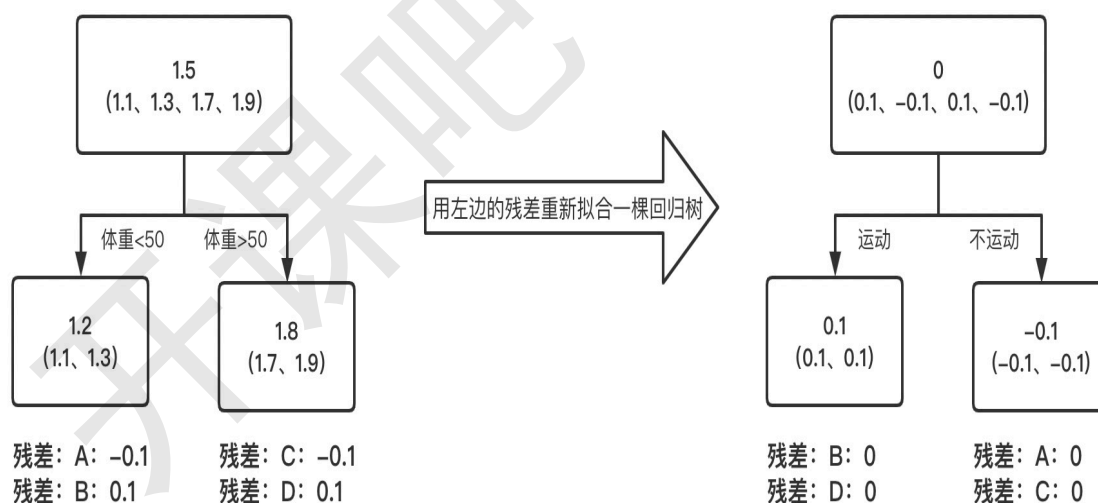 1.5
(1.1、1.3、1.7、1.9)
体重<50
体重>50
1.2
(1.1、1.3)
1.8
(1.7、1.9)
残差：A：-0.1
残差：B：0.1
残差：C：-0.1
残差：D：0.1
用左边的残差重新拟合一棵回归树
0
(0.1、-0.1、0.1、-0.1)
运动
不运动
0.1
(0.1、0.1)
-0.1
(-0.1、-0.1)
残差：B：0
残差：D：0
残差：A：0
残差：C：0
开课吧